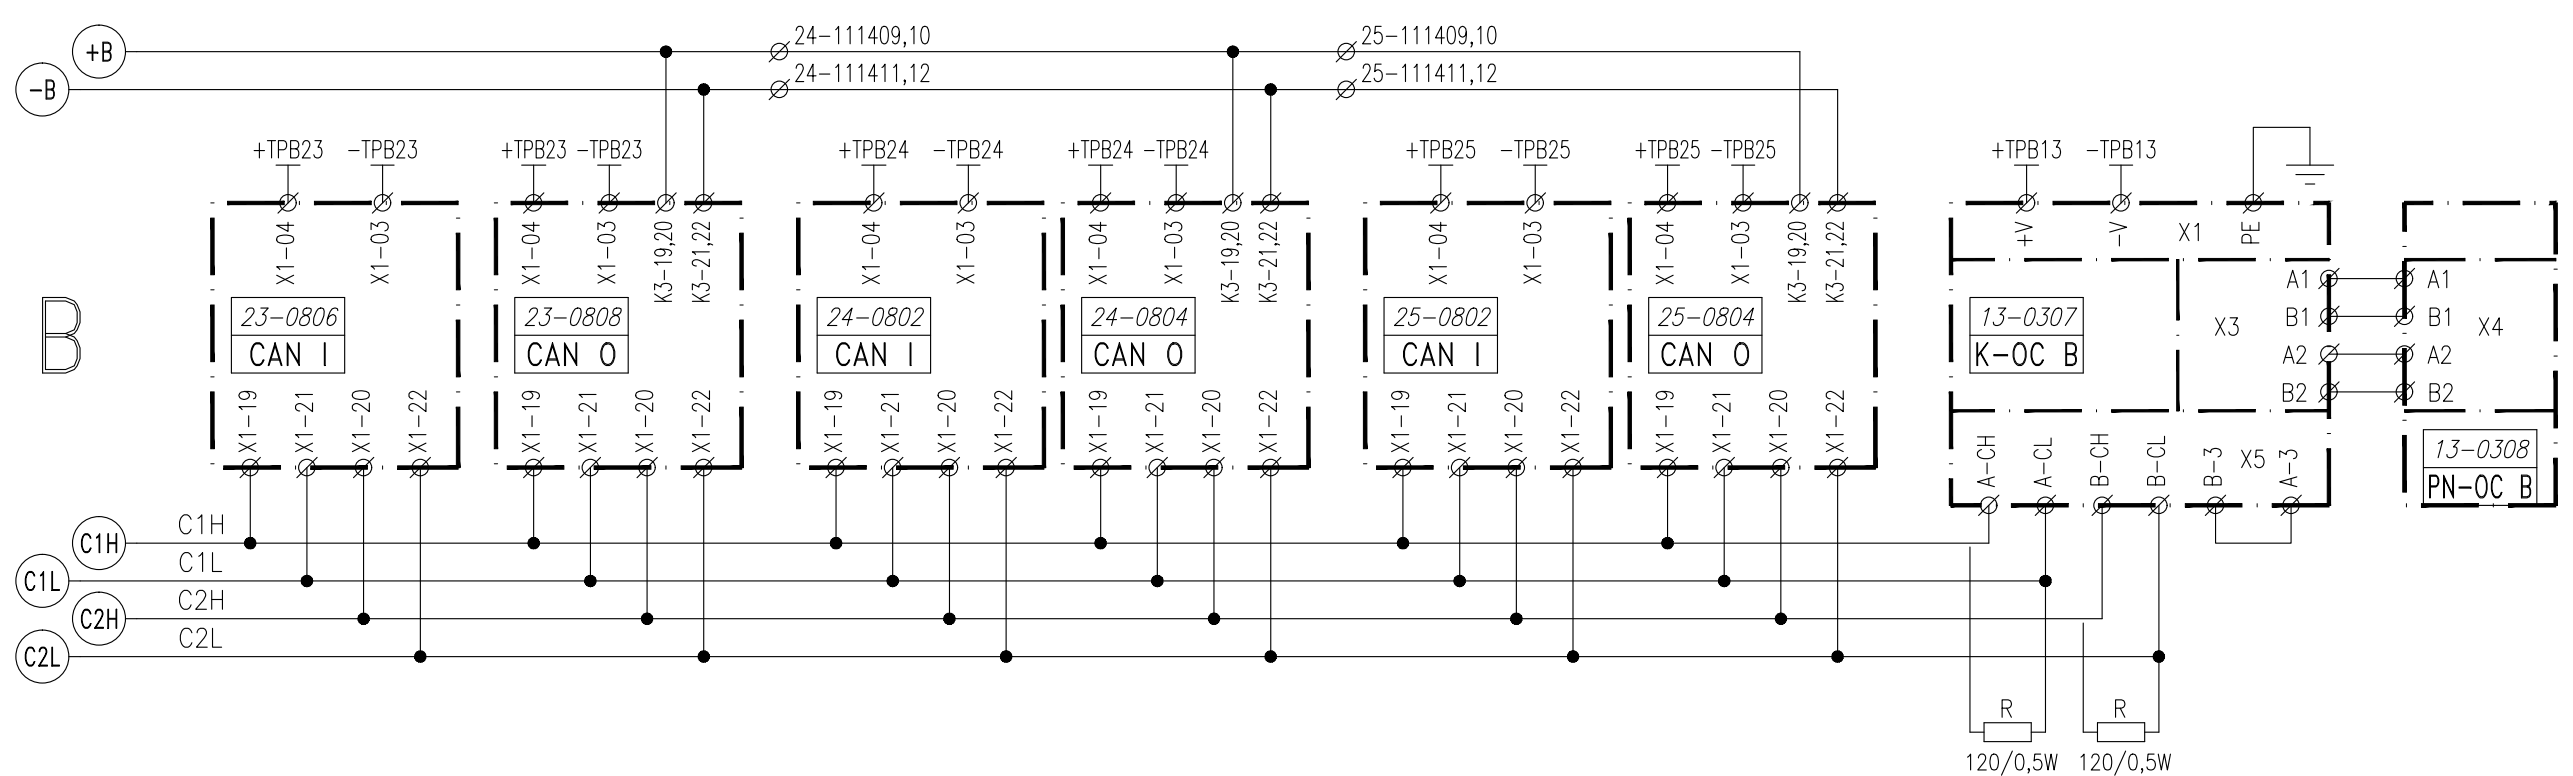 +B
24-111409,10
25-111409,10
-B
24-111411,12
25-111411,12
+TPB23 -TPB23 +TPB23 -TPB23 +TPB24 -TPB24 +TPB24 -TPB24 +TPB25 -TPB25 +TPB25 -TPB25 +TPB13 -TPB13
X1-04 X1-03 X1-04 X1-03 K3-19,20 K3-21,22 X1-04 X1-03 X1-04 X1-03 K3-19,20 K3-21,22 X1-04 X1-03 X1-04 X1-03 K3-19,20 K3-21,22 +V -V X1 PE
A1 A1
B
23-0806 23-0808 24-0802 24-0804 25-0802 25-0804 13-0307 B1 B1
X3 X4
CAN I CAN O CAN I CAN O CAN I CAN O K-OC B A2 A2
B2 B2
X1-19 X1-21 X1-20 X1-22 X1-19 X1-21 X1-20 X1-22 X1-19 X1-21 X1-20 X1-22 X1-19 X1-21 X1-20 X1-22 X1-19 X1-21 X1-20 X1-22 X1-19 X1-21 X1-20 X1-22
A-CH A-CL B-CH B-CL B-3 X5 A-3
13-0308
PN-OC B
C1H C1H
C1L C1L
C2H C2H
C2L C2L
R R
120/0,5W 120/0,5W